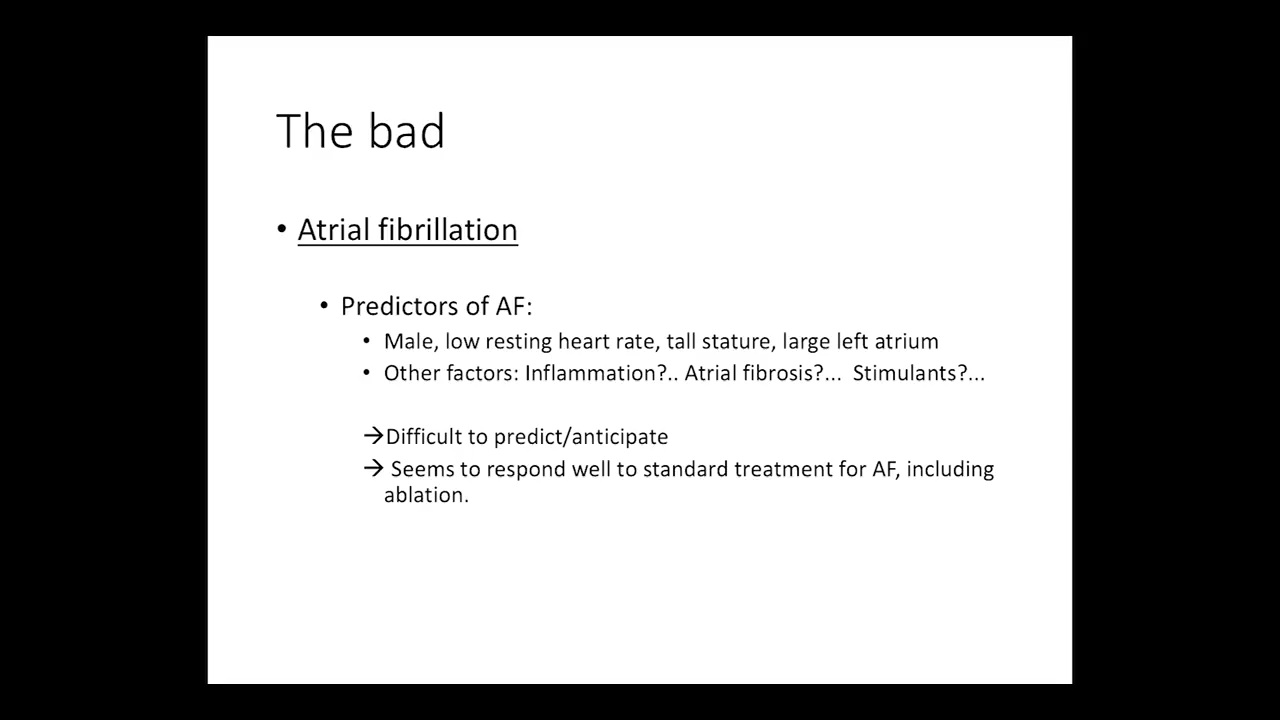 The bad
• Atrial fibrillation
• Predictors of AF:
• Male, low resting heart rate, tall stature, large left atrium
• Other factors: Inflammation?.. Atrial fibrosis?... Stimulants?...
→Difficult to predict/anticipate
→ Seems to respond well to standard treatment for AF, including
ablation.